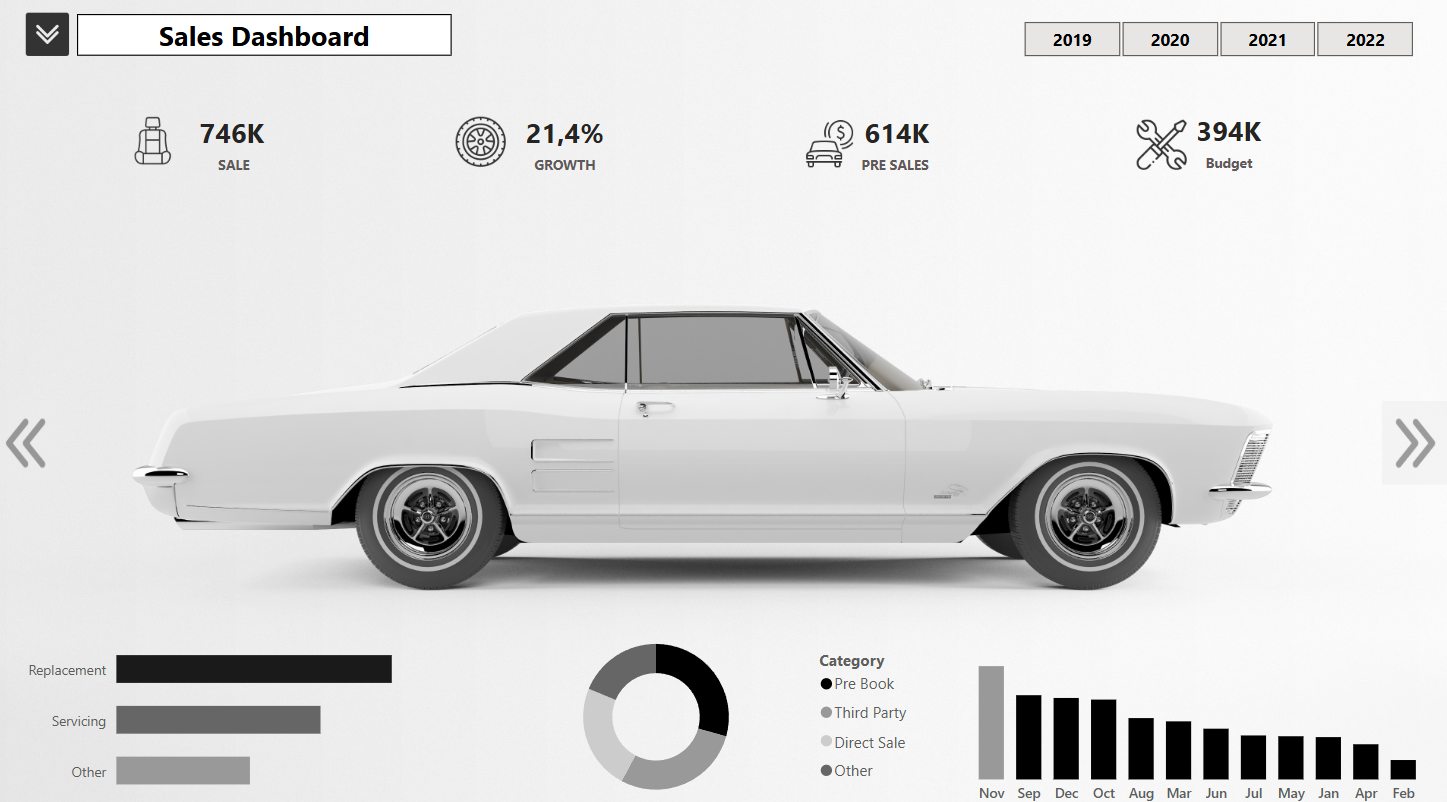 Sales Dashboard
2019 2020 2021 2022
746K
SALE
21,4%
GROWTH
$
614K
PRE SALES
394K
Budget
Replacement
Servicing
Other
Category
Pre Book
Third Party
Direct Sale
Other
Nov Sep Dec Oct Aug Mar Jun Jul May Jan Apr Feb